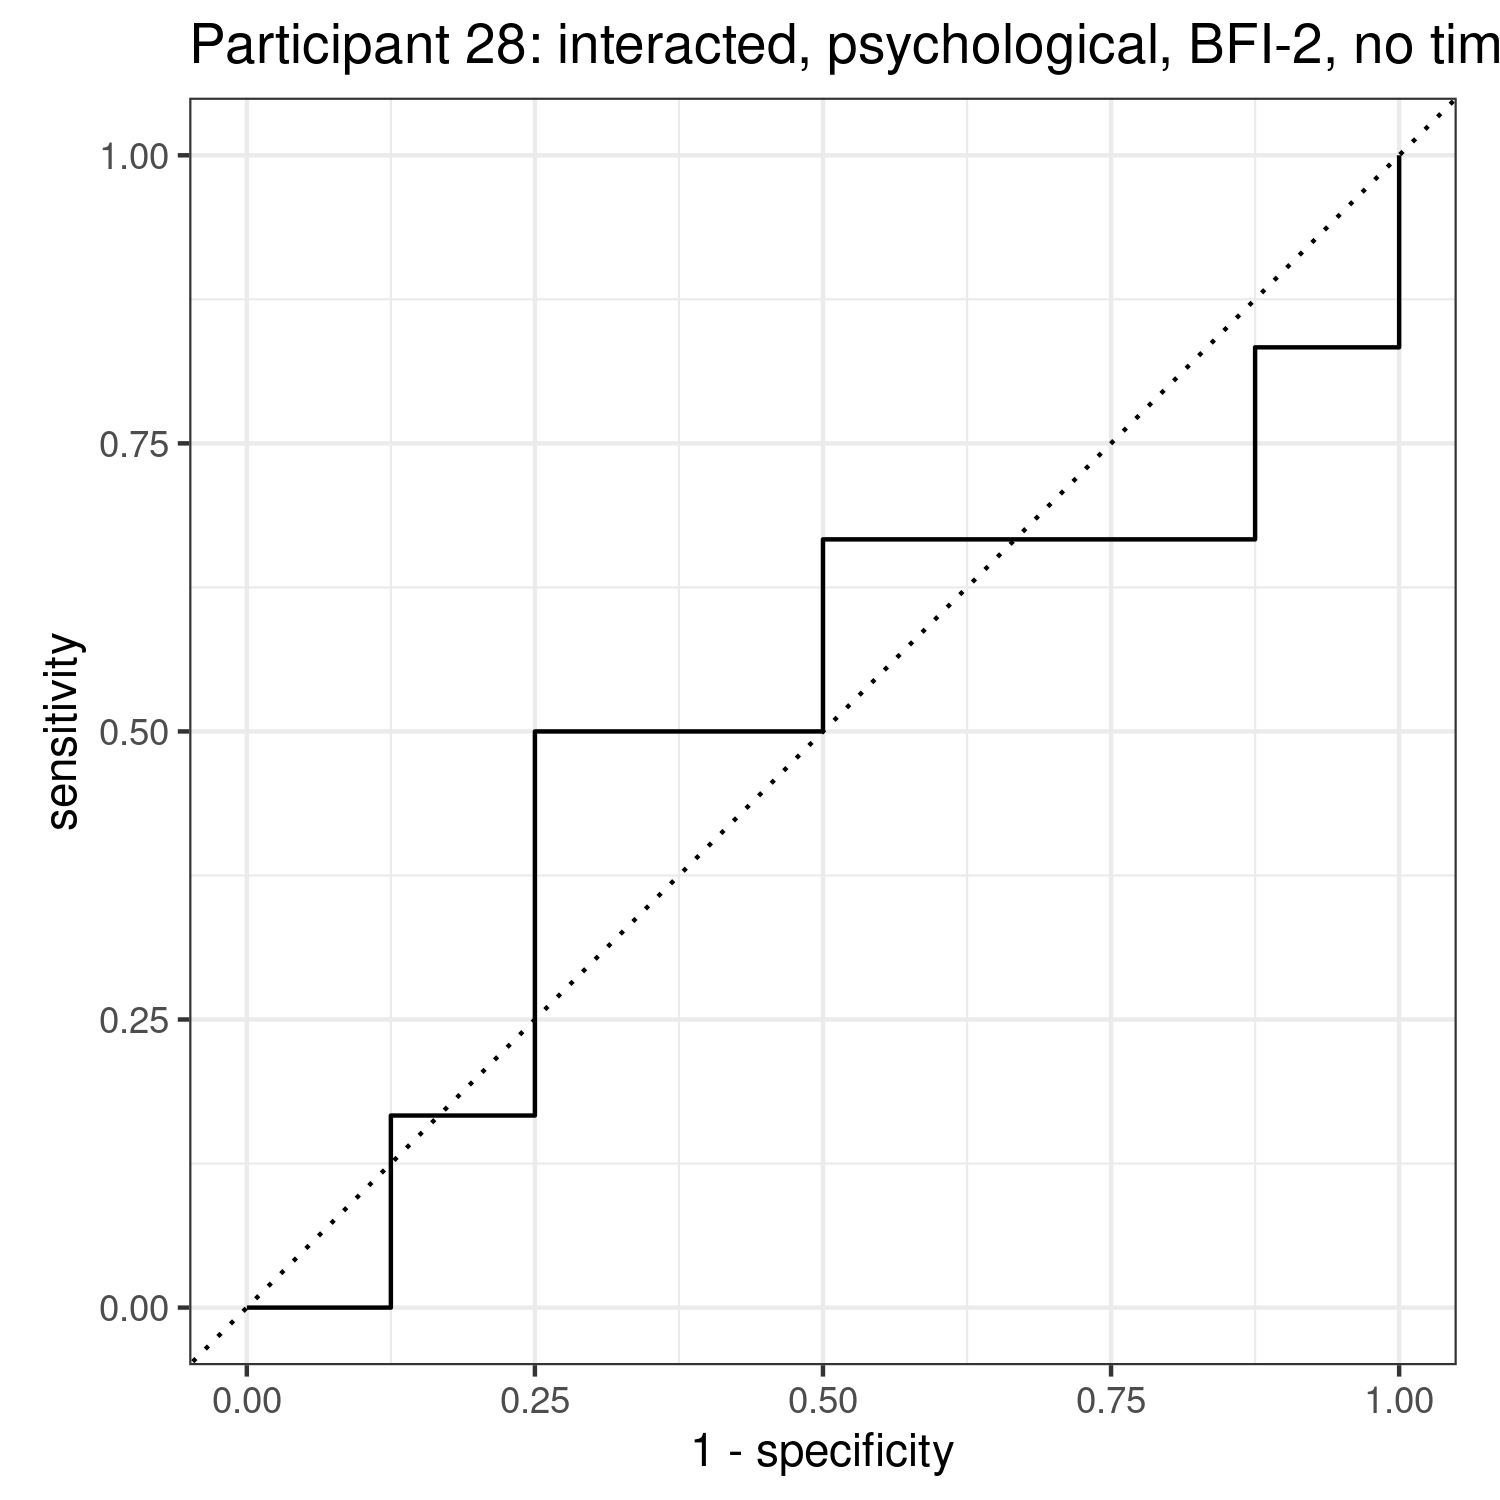 Participant 28: interacted, psychological, BFI-2, no tim
1.00
0.75
0.50
0.25
0.00
sensitivity
0.00 0.25 0.50 0.75 1.00
1 - specificity